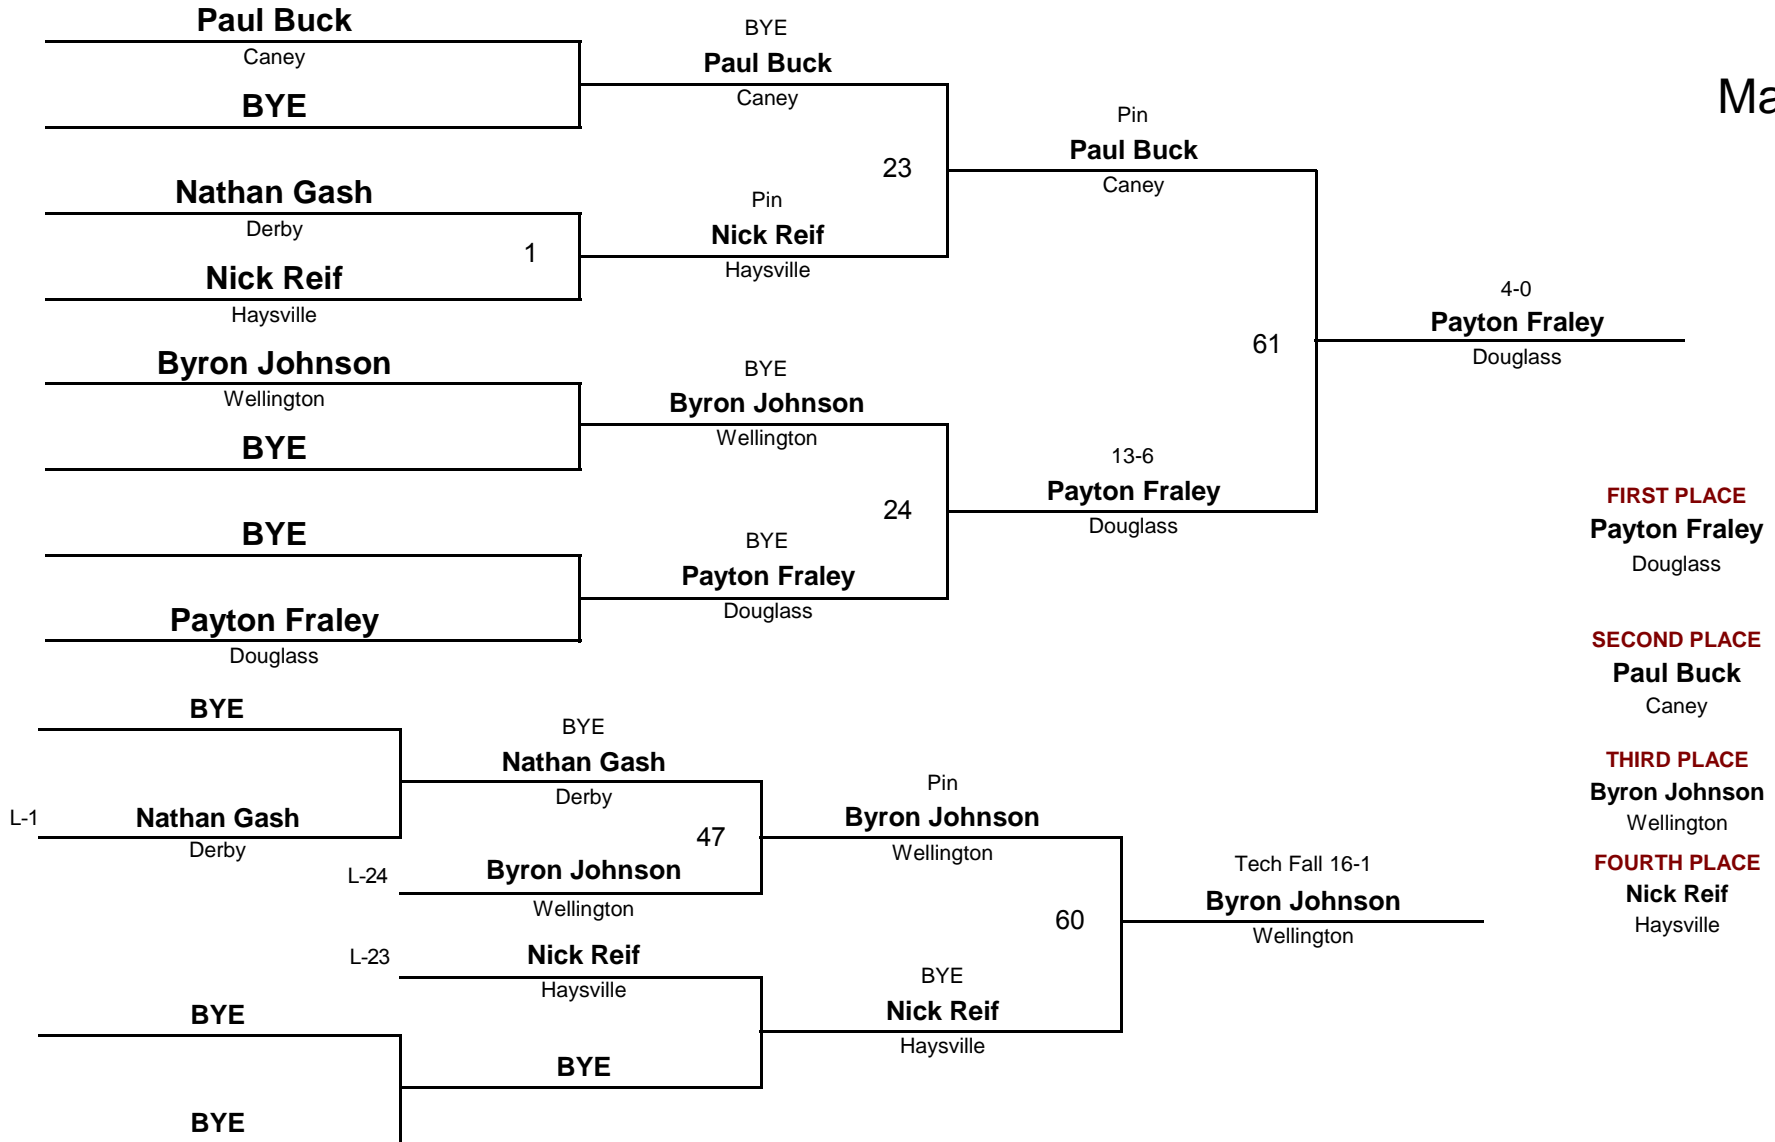 Paul Buck
Caney
BYE
Nathan Gash
Derby
1
Nick Reif
Haysville
Byron Johnson
Wellington
BYE
BYE
Payton Fraley
Douglass
BYE
Paul Buck
Caney
23
Pin
Nick Reif
Haysville
BYE
Byron Johnson
Wellington
24
BYE
Payton Fraley
Douglass
Pin
Paul Buck
Caney
61
13-6
Payton Fraley
Douglass
4-0
Payton Fraley
Douglass
Ma
FIRST PLACE
Payton Fraley
Douglass
SECOND PLACE
Paul Buck
Caney
THIRD PLACE
Byron Johnson
Wellington
FOURTH PLACE
Nick Reif
Haysville
BYE
L-1
Nathan Gash
Derby
BYE
Nathan Gash
Derby
47
L-24
Byron Johnson
Wellington
L-23
Nick Reif
Haysville
BYE
BYE
BYE
Pin
Byron Johnson
Wellington
60
BYE
Nick Reif
Haysville
Tech Fall 16-1
Byron Johnson
Wellington